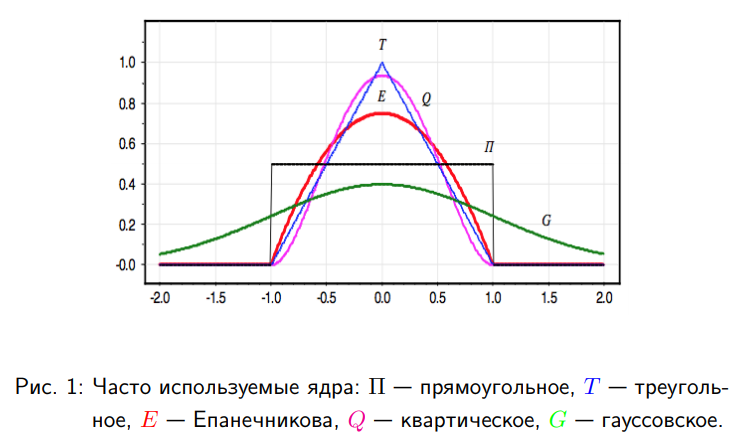 T
1.0
E
Q
0.8
0.6
П
0.4
G
0.2
-0.0
-2.0 -1.5 -1.0 -0.5 0.0 0.5 1.0 1.5 2.0
Рис. 1: Часто используемые ядра: П — прямоугольное, T — треуголь-
ное, E — Епанечникова, Q — квартическое, G — гауссовское.